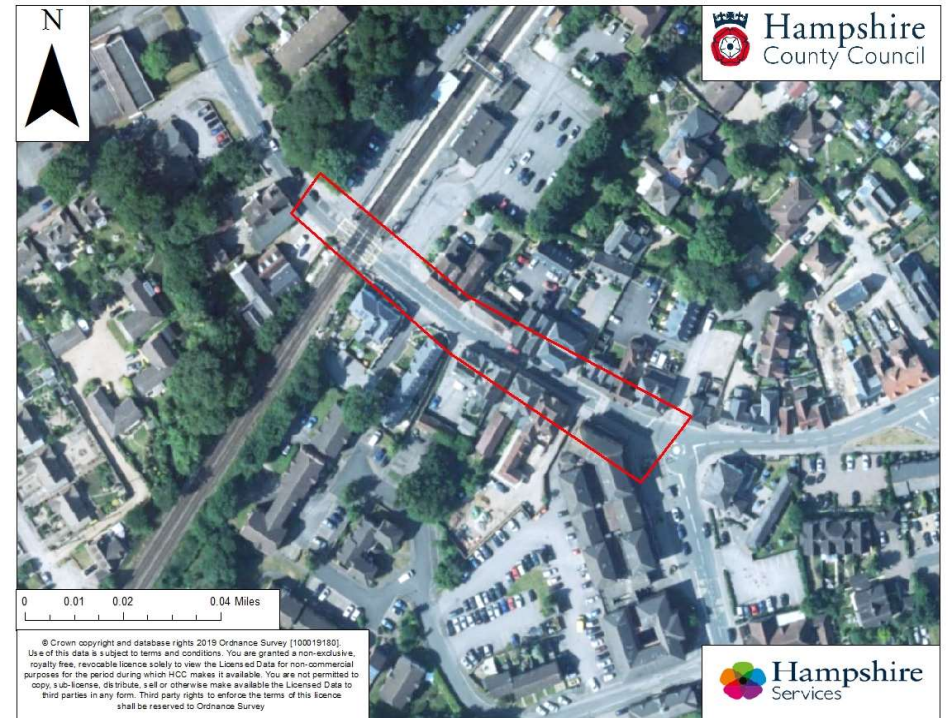 N
Hampshire
County Council
0 0.01 0.02 0.04 Miles
© Crown copyright and database rights 2019 Ordnance Survey [100019180].
Use of this data is subject to terms and conditions. You are granted a non-exclusive,
royalty free, revocable licence solely to view the Licensed Data for non-commercial
purposes for the period during which HCC makes it available. You are not permitted to
copy, sub-license, distribute, sell or otherwise make available the Licensed Data to
third parties in any form. Third party rights to enforce the terms of this licence
shall be reserved to Ordnance Survey
Hampshire
Services